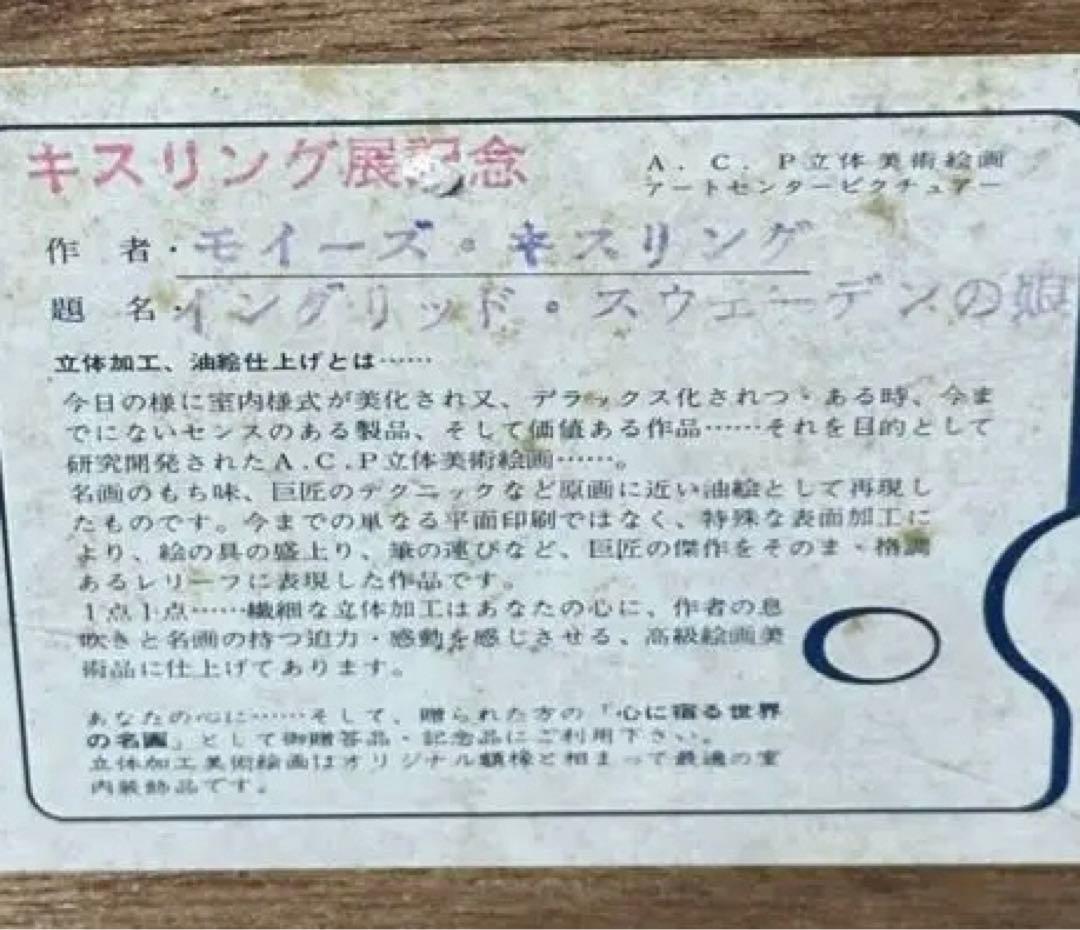 キスリング展記念
A.C.P立体美術絵画
アートセンターピクチュアー
作 者・モイーズ・キスリング
題 名・イングリッド・スウェーデンの娘
立体加工、油絵仕上げとは……
今日の様に室内様式が美化され又、デラックス化されつゝある時、今ま
でにないセンスのある製品、そして価値ある作品……それを目的として
研究開発されたA.C.P立体美術絵画……。
名画のもち味、巨匠のテクニックなど原画に近い油絵として再現し
たものです。今までの単なる平面印刷ではなく、特殊な表面加工に
より、絵の具の盛上り、筆の運びなど、巨匠の傑作をそのまゝ格調
あるレリーフに表現した作品です。
1点1点……繊細な立体加工はあなたの心に、作者の息
吹きと名画の持つ迫力・感動を感じさせる、高級絵画美
術品に仕上げてあります。
あなたの心に……そして、贈られた方の「心に宿る世界
の名画」として御贈答品・記念品にご利用下さい。
立体加工美術絵画はオリジナル額縁と相まって最適の室
内装飾品です。